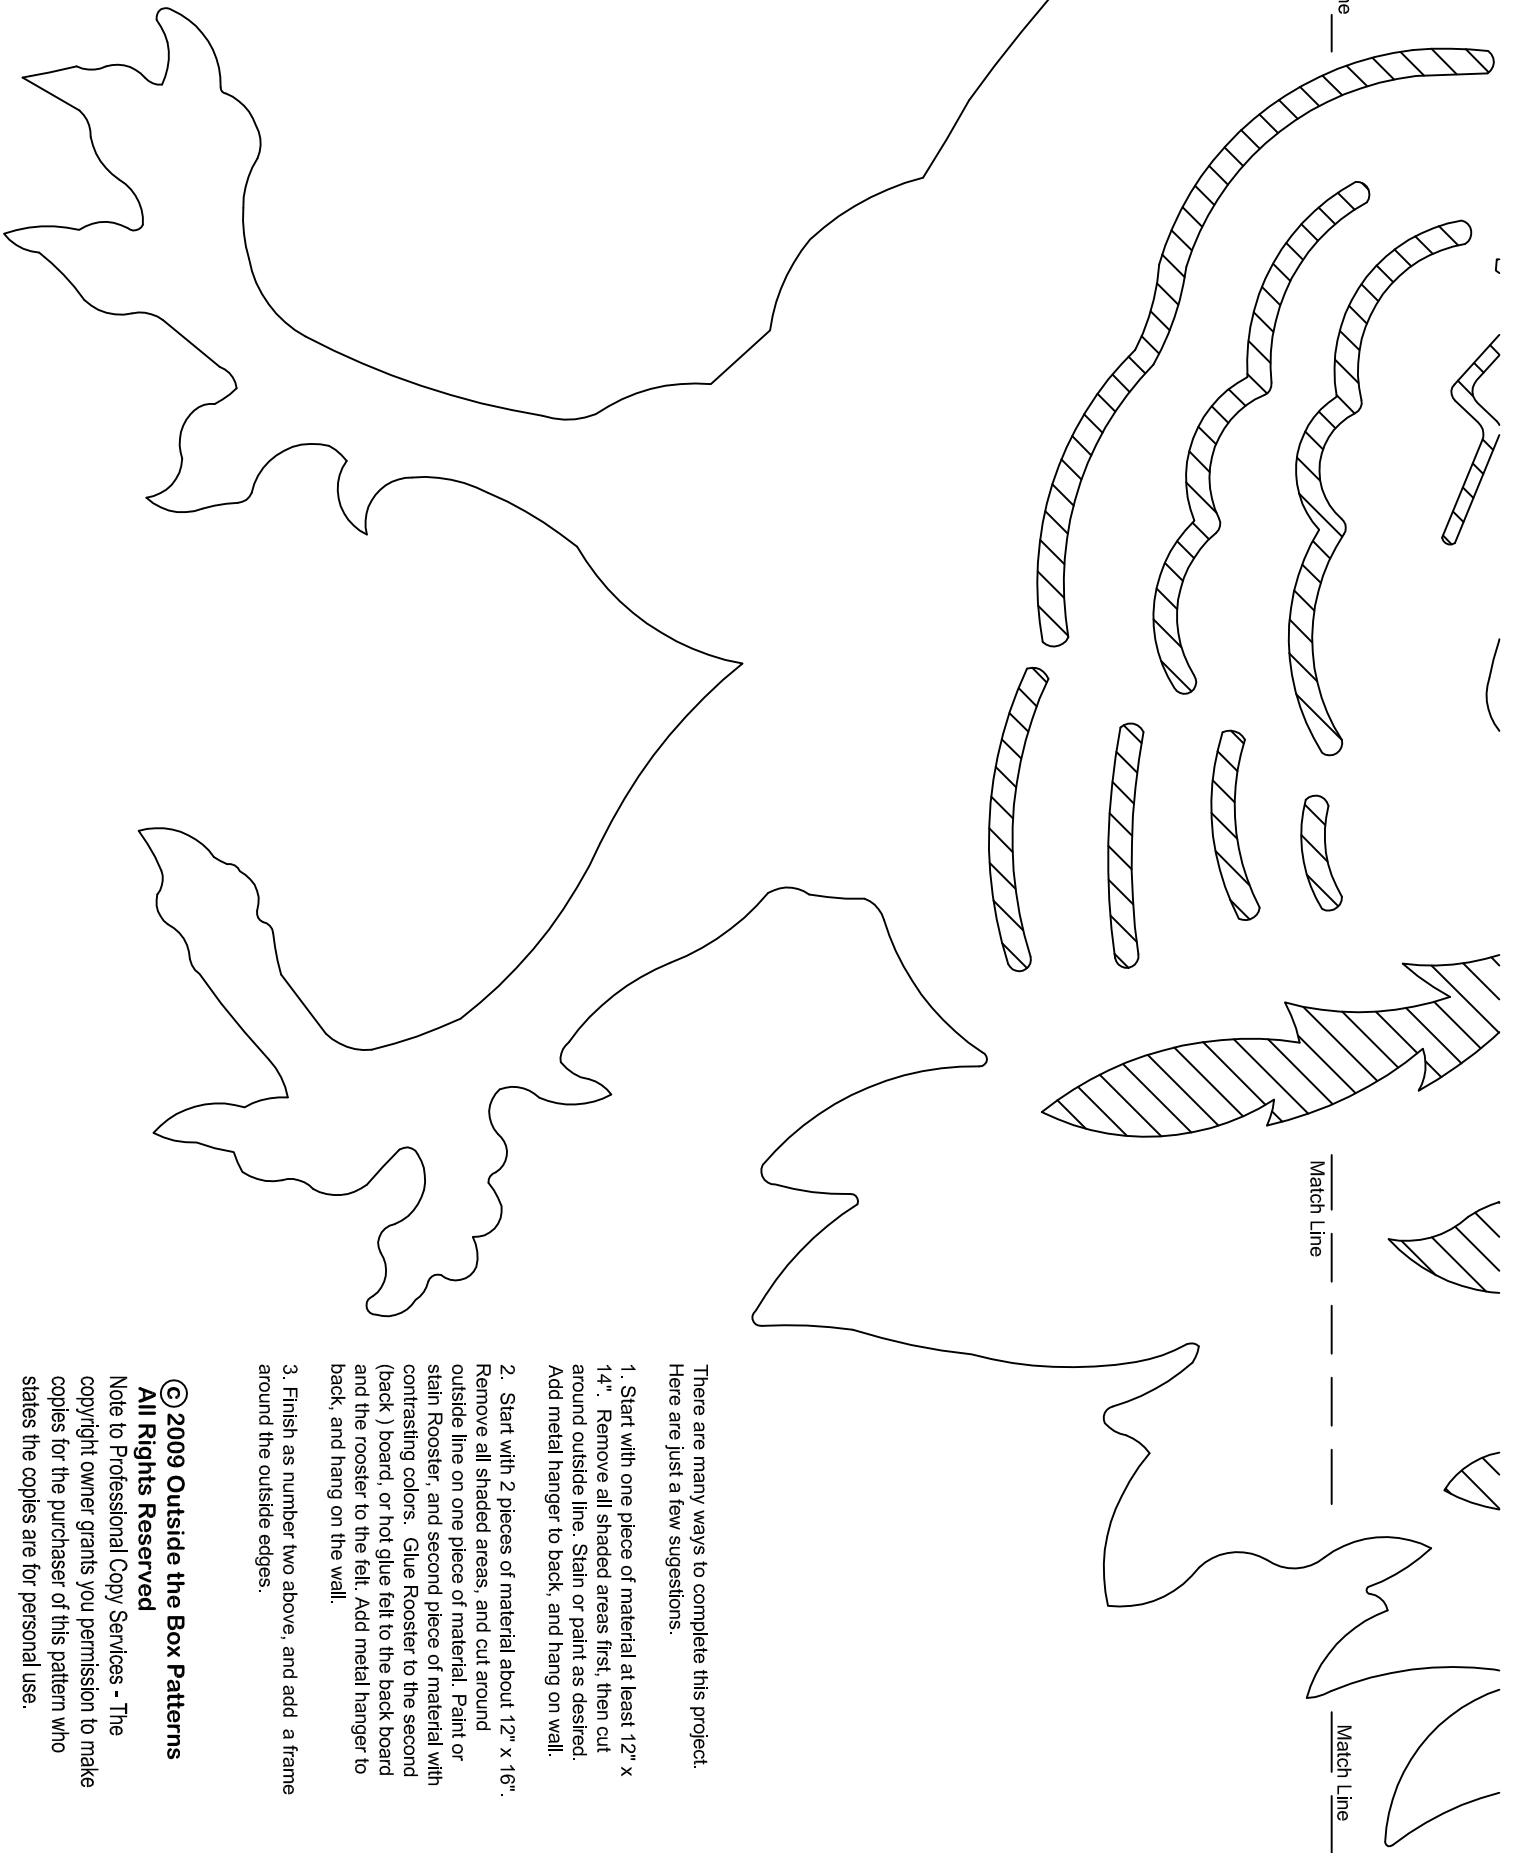 ne
Match Line
Match Line
There are many ways to complete this project.
Here are just a few sugestions.
1. Start with one piece of material at least 12" x
14". Remove all shaded areas first, then cut
around outside line. Stain or paint as desired.
Add metal hanger to back, and hang on wall.
2. Start with 2 pieces of material about 12" x 16".
Remove all shaded areas, and cut around
outside line on one piece of material. Paint or
stain Rooster, and second piece of material with
contrasting colors. Glue Rooster to the second
(back ) board, or hot glue felt to the back board
and the rooster to the felt. Add metal hanger to
back, and hang on the wall.
3. Finish as number two above, and add a frame
around the outside edges.
© 2009 Outside the Box Patterns
All Rights Reserved
Note to Professional Copy Services - The
copyright owner grants you permission to make
copies for the purchaser of this pattern who
states the copies are for personal use.